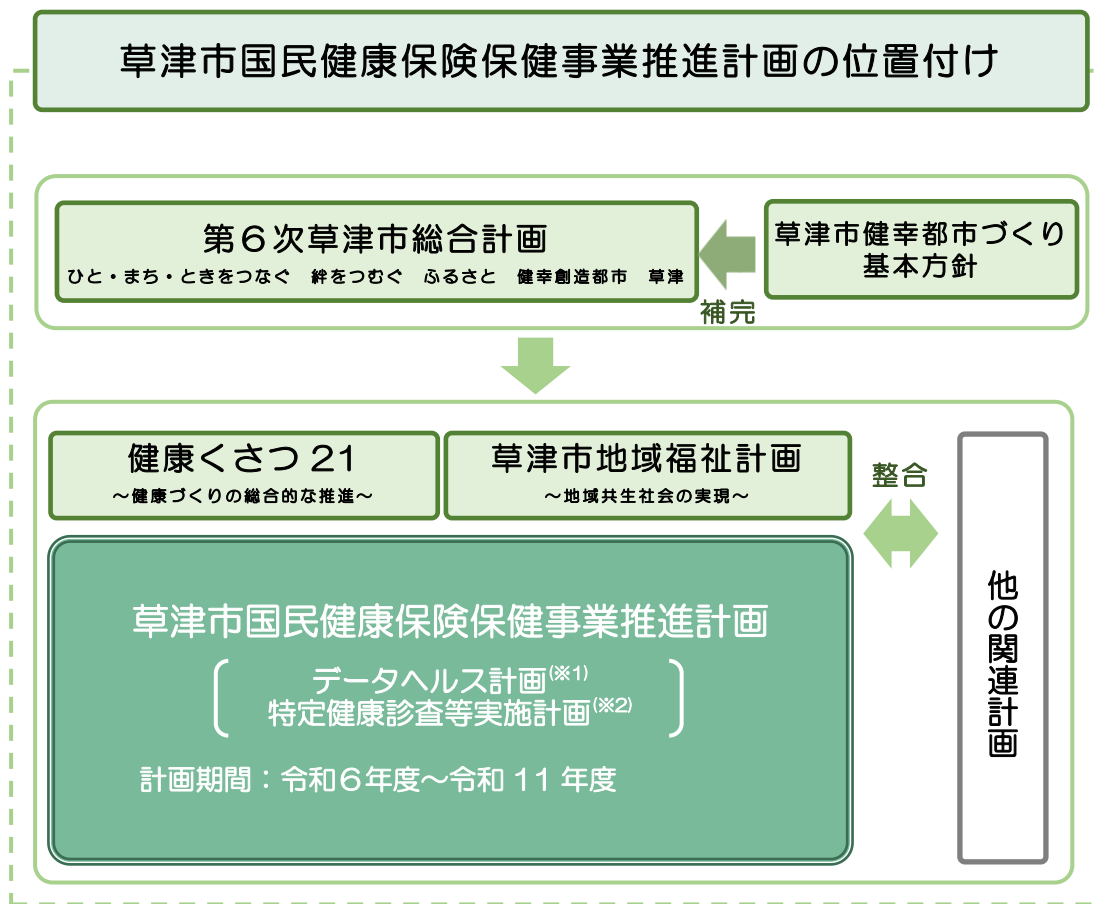 草津市国民健康保険保健事業推進計画の位置付け
第６次草津市総合計画
ひと・まち・ときをつなぐ　絆をつむぐ　ふるさと　健幸創造都市　草津
草津市健幸都市づくり
基本方針
補完
健康くさつ 21
～健康づくりの総合的な推進～
草津市地域福祉計画
～地域共生社会の実現～
整合
他の関連計画
草津市国民健康保険保健事業推進計画
データヘルス計画(※1)
特定健康診査等実施計画(※2)
計画期間：令和６年度～令和 11 年度